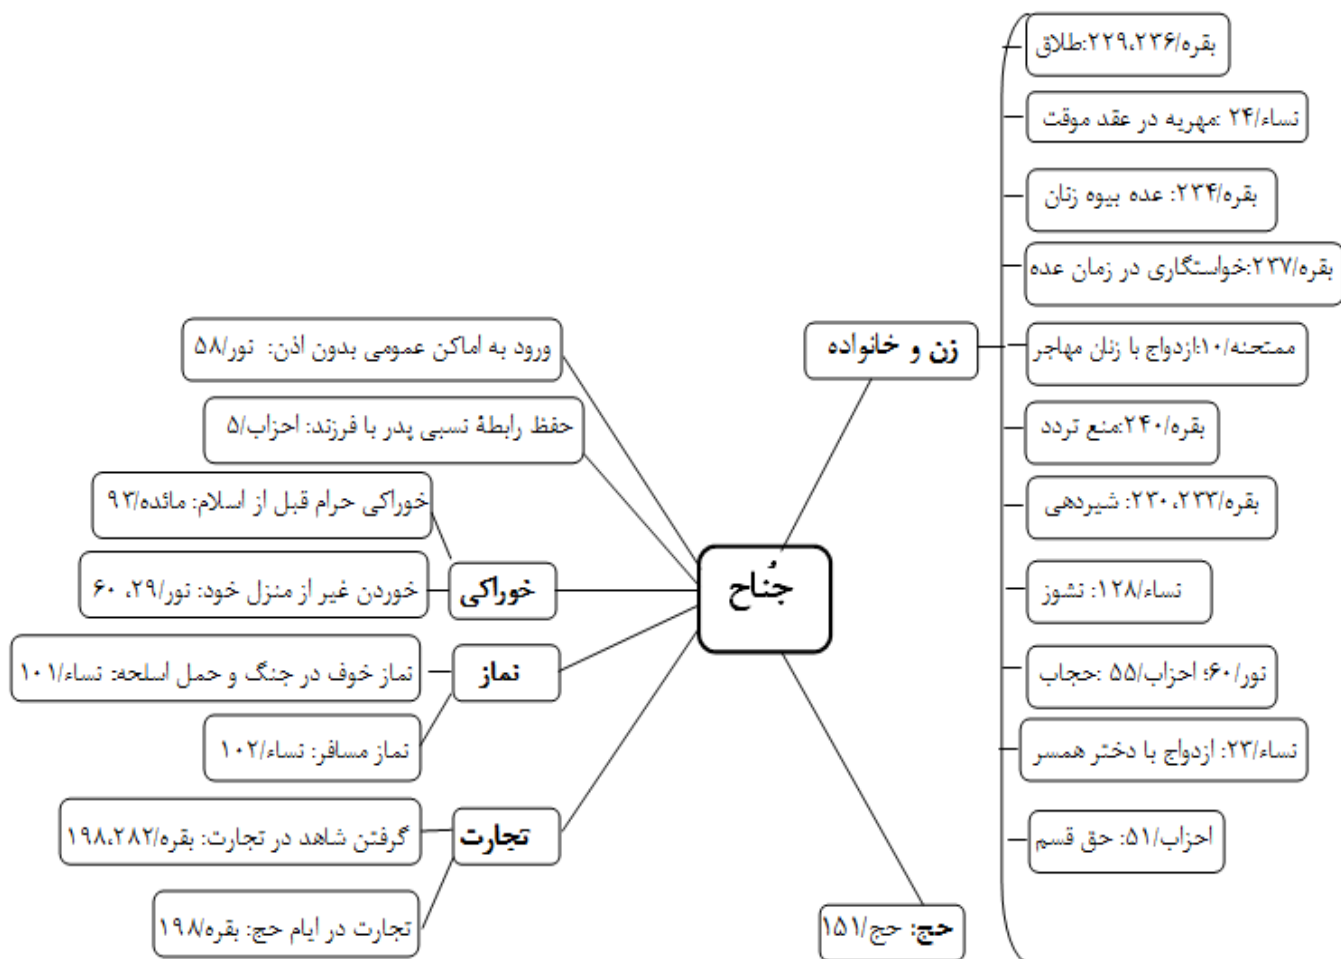 جُناح
زن و خانواده
بقره/۲۲۹،۲۳۶:طلاق
نساء/۲۴ :مهریه در عقد موقت
بقره/۲۳۴: عده بیوه زنان
بقره/۲۳۷:خواستگاری در زمان عده
ممتحنه/۱۰:ازدواج با زنان مهاجر
بقره/۲۴۰:منع تردد
بقره/۲۳۰،۲۳۳: شیردهی
نساء/۱۲۸: نشوز
نور/۶۰؛ احزاب/۵۵ :حجاب
نساء/۲۳: ازدواج با دختر همسر
احزاب/۵۱: حق قسم
حج: حج/۱۵۱
ورود به اماکن عمومی بدون اذن: نور/۵۸
حفظ رابطهٔ نسبی پدر با فرزند: احزاب/۵
خوراکی
خوراکی حرام قبل از اسلام: مائده/۹۳
خوردن غیر از منزل خود: نور/۲۹، ۶۰
نماز
نماز خوف در جنگ و حمل اسلحه: نساء/۱۰۱
نماز مسافر: نساء/۱۰۲
تجارت
گرفتن شاهد در تجارت: بقره/۱۹۸،۲۸۲
تجارت در ایام حج: بقره/۱۹۸